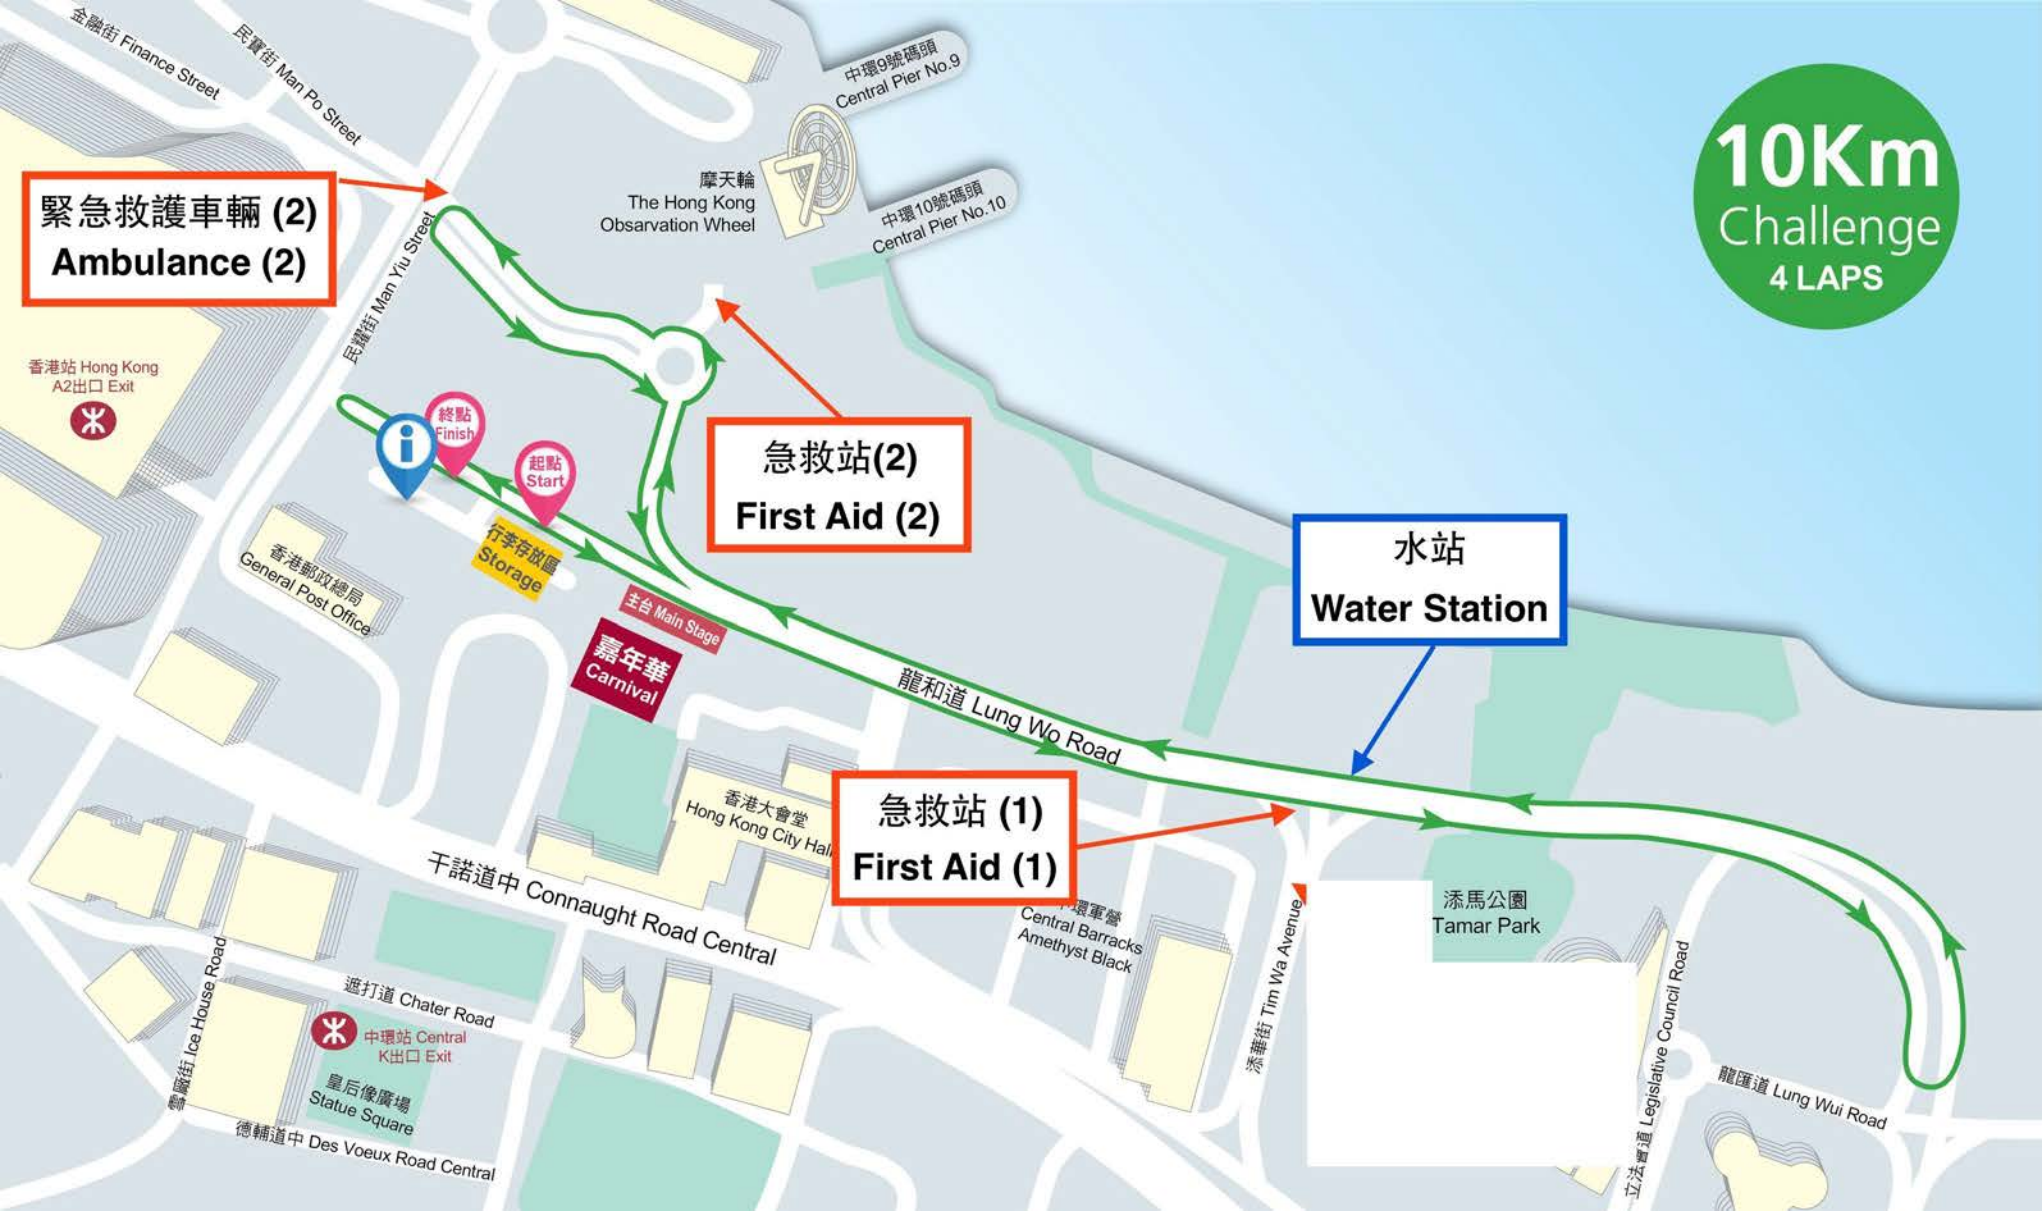 金融街 Finance Street
民寶街 Man Po Street
中環9號碼頭
Central Pier No.9
10Km
Challenge
4 LAPS
緊急救護車輛 (2)
Ambulance (2)
摩天輪
The Hong Kong
Obsarvation Wheel
中環10號碼頭
Central Pier No.10
民耀街 Man Yiu Street
香港站 Hong Kong
A2出口 Exit
終點
Finish
i
起點
Start
急救站(2)
First Aid (2)
行李存放區
Storage
香港郵政總局
General Post Office
主台 Main Stage
嘉年華
Carnival
水站
Water Station
龍和道 Lung Wo Road
香港大會堂
Hong Kong City Hall
急救站 (1)
First Aid (1)
干諾道中 Connaught Road Central
環軍營
Central Barracks
Amethyst Black
添馬公園
Tamar Park
添華街 Tim Wa Avenue
立法會道 Legislative Council Road
龍匯道 Lung Wui Road
雪廠街 Ice House Road
遮打道 Chater Road
中環站 Central
K出口 Exit
皇后像廣場
Statue Square
德輔道中 Des Voeux Road Central